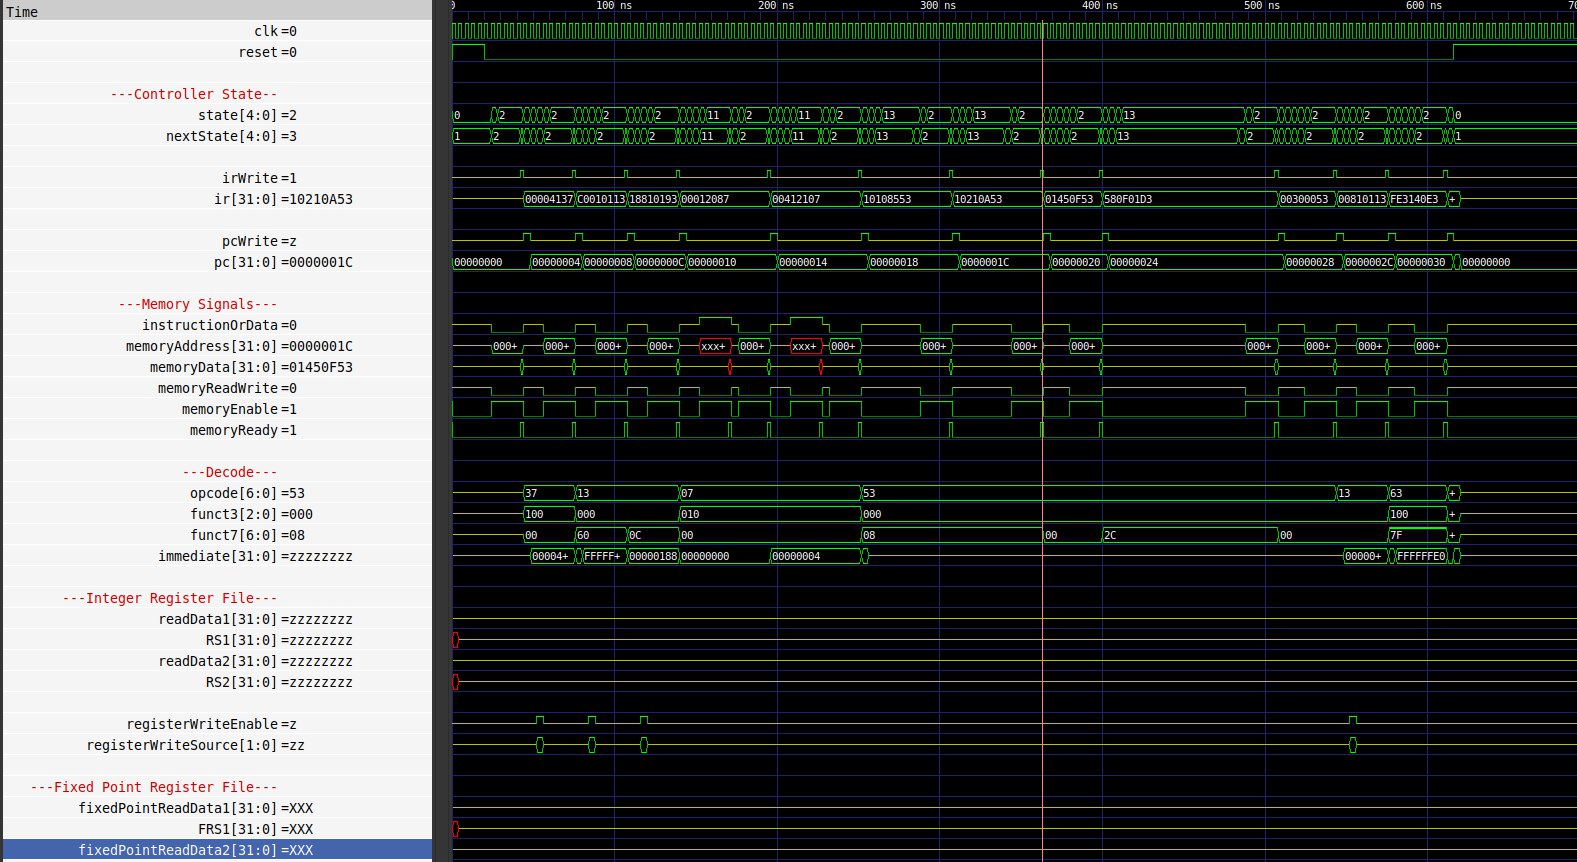 Time
0 100 ns 200 ns 300 ns 400 ns 500 ns 600 ns 70
clk =0
reset =0
---Controller State--
state[4:0] =2 0 2 2 2 2 11 2 11 2 13 2 13 2 2 13 2 2 2 2 0
nextState[4:0] =3 1 2 2 2 2 11 2 11 2 13 2 13 2 2 13 2 2 2 2 1
irWrite =1
ir[31:0] =10210A53 00004137 C0010113 18810193 00012087 00412107 10108553 10210A53 01450F53 580F01D3 00300053 00810113 FE3140E3 +
pcWrite =z
pc[31:0] =0000001C 00000000 00000004 00000008 0000000C 00000010 00000014 00000018 0000001C 00000020 00000024 00000028 0000002C 00000030 00000000
---Memory Signals---
instructionOrData =0
memoryAddress[31:0] =0000001C 000+ 000+ 000+ 000+ xxx+ 000+ xxx+ 000+ 000+ 000+ 000+ 000+ 000+ 000+ 000+
memoryData[31:0] =01450F53
memoryReadWrite =0
memoryEnable =1
memoryReady =1
---Decode---
opcode[6:0] =53 37 13 07 53 13 63 +
funct3[2:0] =000 100 000 010 000 100 +
funct7[6:0] =08 00 60 0C 00 08 00 2C 00 7F +
immediate[31:0] =zzzzzzzz 00004+ FFFFF+ 00000188 00000000 00000004 00000+ FFFFFFE0
---Integer Register File---
readData1[31:0] =zzzzzzzz
RS1[31:0] =zzzzzzzz
readData2[31:0] =zzzzzzzz
RS2[31:0] =zzzzzzzz
registerWriteEnable =z
registerWriteSource[1:0] =zz
---Fixed Point Register File---
fixedPointReadData1[31:0] =XXX
FRS1[31:0] =XXX
fixedPointReadData2[31:0] =XXX